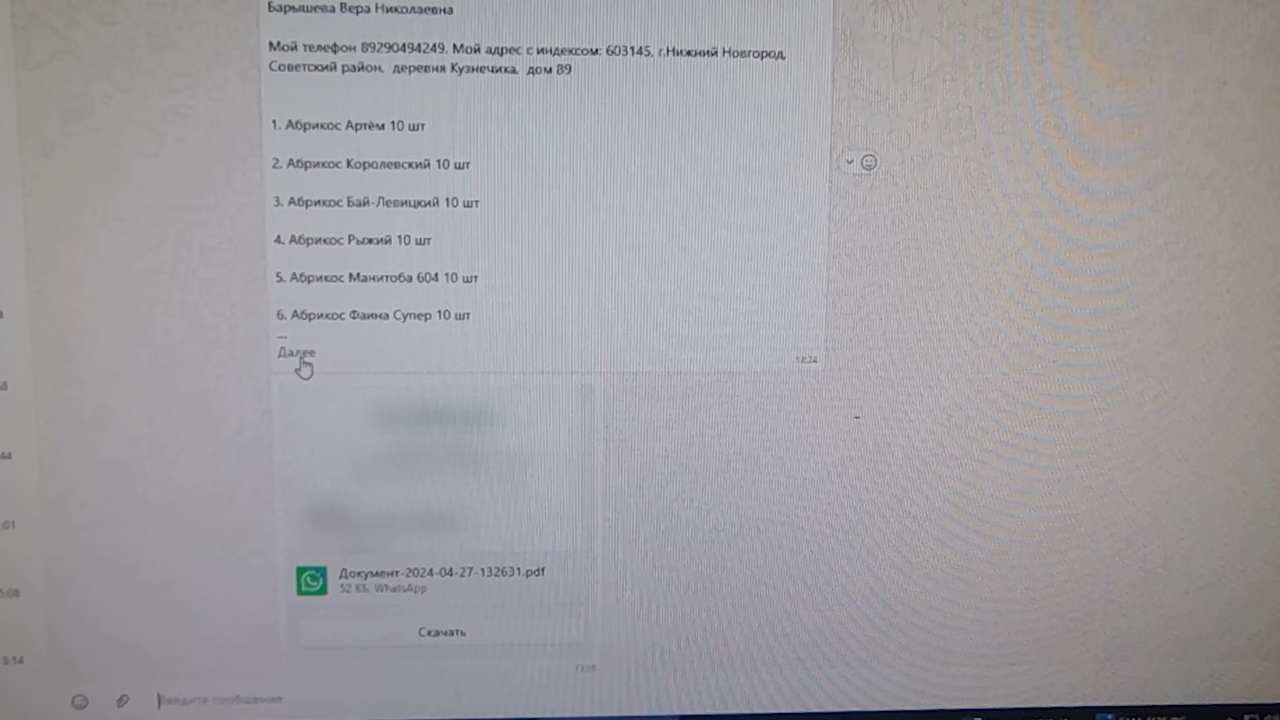 Барышева Вера Николаевна
Мой телефон 89290494249. Мой адрес с индексом: 603145, г.Нижний Новгород,
Советский район, деревня Кузнечиха, дом 89
1. Абрикос Артём 10 шт
2. Абрикос Королевский 10 шт
3. Абрикос Бай-Левицкий 10 шт
4. Абрикос Рыжий 10 шт
5. Абрикос Манитоба 604 10 шт
6. Абрикос Фаина Супер 10 шт
—
Далее
Документ-2024-04-27-132631.pdf
52 КБ, WhatsApp
Скачать
Введите сообщение